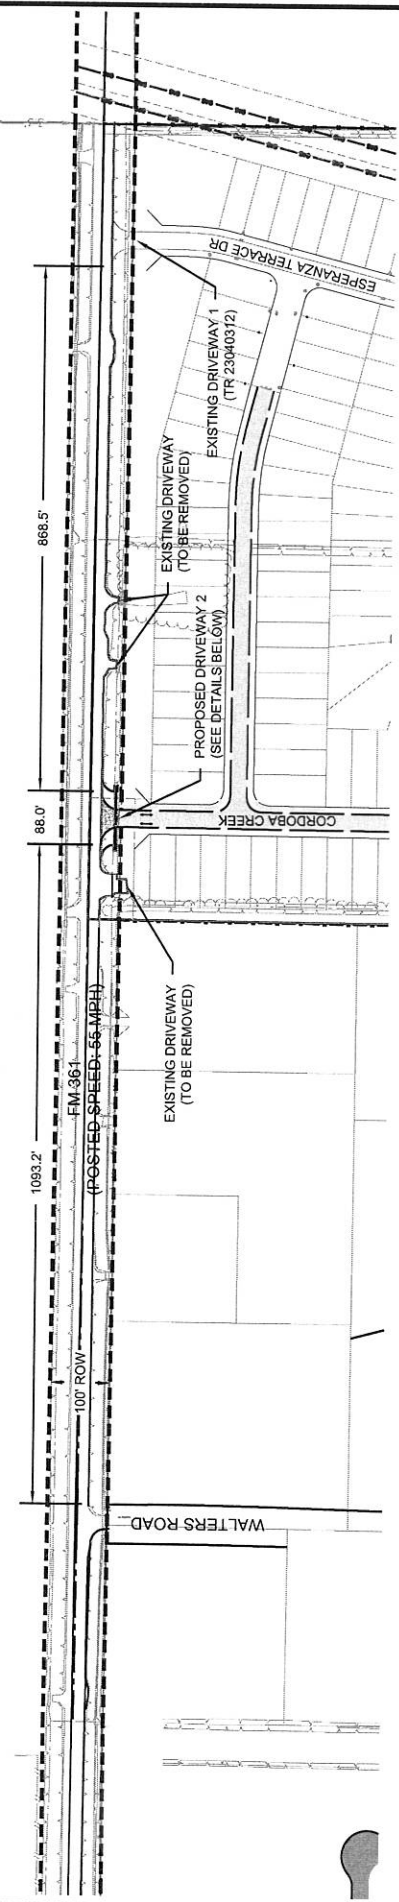 868.5'
88.0'
1093.2'
ESPERANZA TERRACE DR
EXISTING DRIVEWAY 1
(TR 23040312)
EXISTING DRIVEWAY
(TO BE REMOVED)
PROPOSED DRIVEWAY 2
(SEE DETAILS BELOW)
CORDOBA CREEK
EXISTING DRIVEWAY
(TO BE REMOVED)
FM 361
(POSTED SPEED: 55 MPH)
100' ROW
WALTERS ROAD